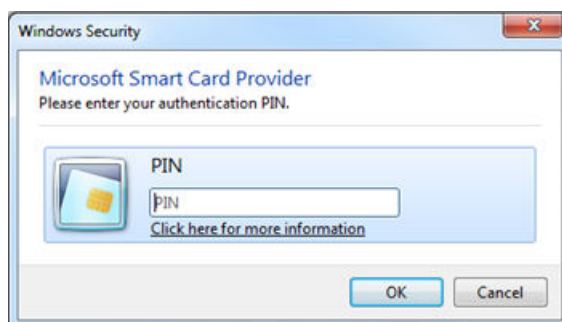 Windows Security
Microsoft Smart Card Provider
Please enter your authentication PIN.
PIN
PIN
Click here for more information
OK
Cancel